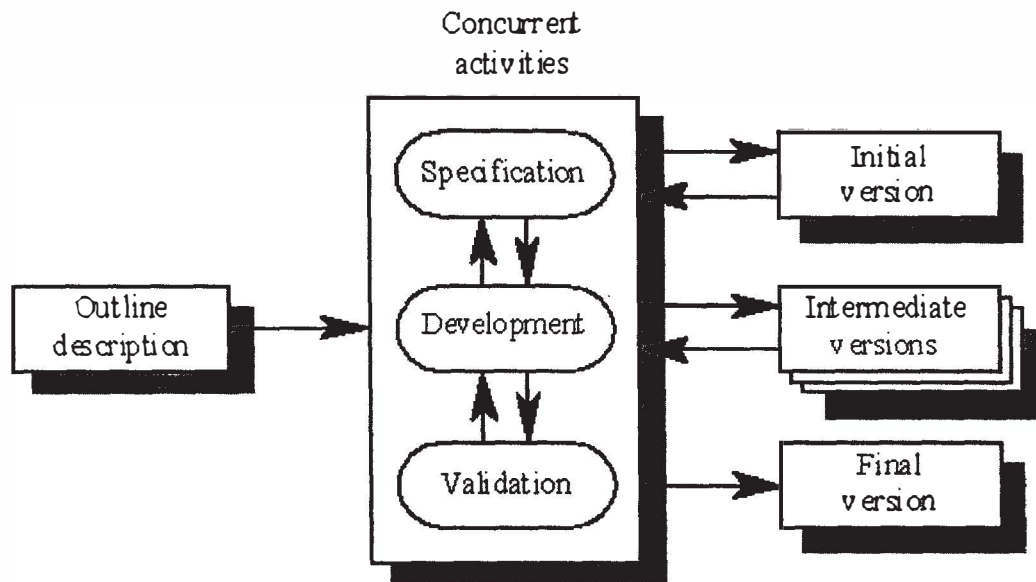 Concurrent
activities
Specification
Initial
version
Outline
description
Development
Intermediate
versions
Validation
Final
version